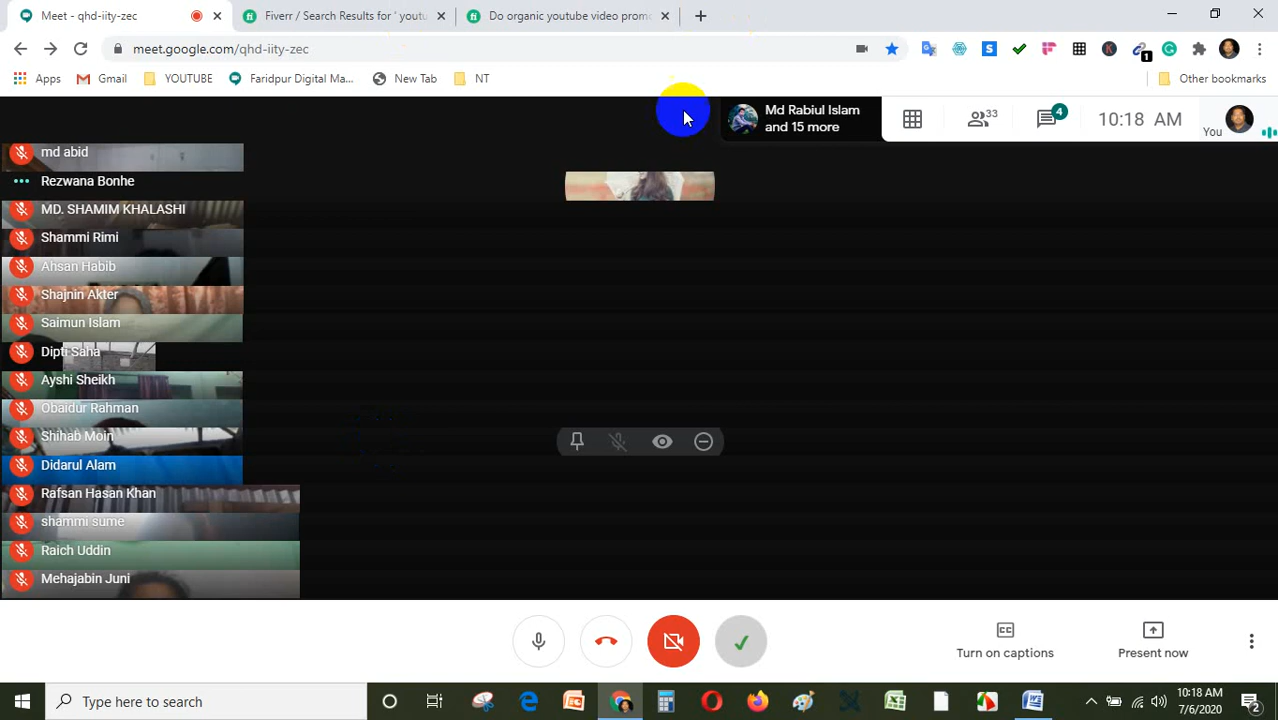 Meet - qhd-iity-zec
Fiverr / Search Results for ' youtu
Do organic youtube video promo
meet.google.com/qhd-iity-zec
1
Apps
Gmail
YOUTUBE
Faridpur Digital Ma...
New Tab
NT
Other bookmarks
Md Rabiul Islam
and 15 more
33
4
10:18 AM
You
md abid
Rezwana Bonhe
MD. SHAMIM KHALASHI
Shammi Rimi
Ahsan Habib
Shajnin Akter
Saimun Islam
Dipti Saha
Ayshi Sheikh
Obaidur Rahman
Shihab Moin
Didarul Alam
Rafsan Hasan Khan
shammi sume
Raich Uddin
Mehajabin Juni
Turn on captions
Present now
Type here to search
10:18 AM
7/6/2020
2